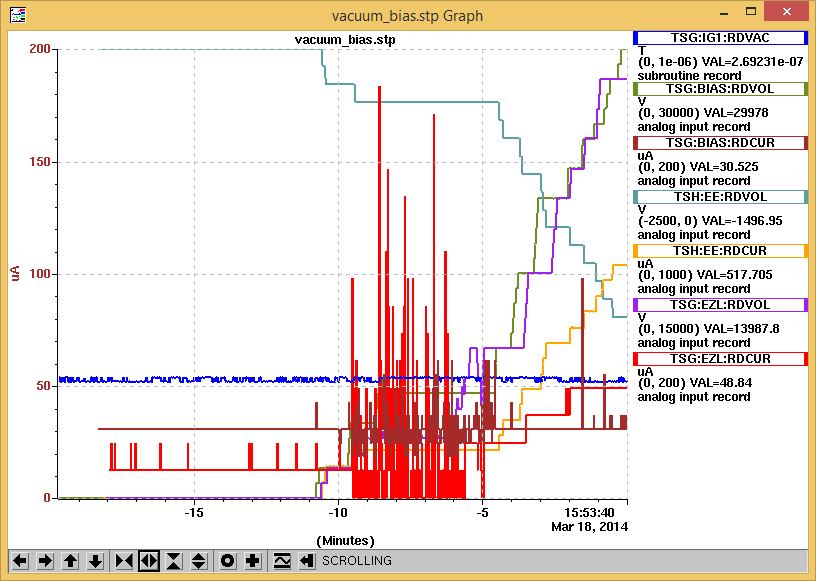 vacuum_bias.stp Graph
vacuum_bias.stp
200
150
100
50
0
uA
-15
-10
-5
15:53:40
Mar 18, 2014
(Minutes)
TSG:IG1:RDVAC
T
(0, 1e-06) VAL=2.69231e-07
subroutine record
TSG:BIAS:RDVOL
V
(0, 30000) VAL=29978
analog input record
TSG:BIAS:RDCUR
uA
(0, 200) VAL=30.525
analog input record
TSH:EE:RDVOL
V
(-2500, 0) VAL=-1496.95
analog input record
TSH:EE:RDCUR
uA
(0, 1000) VAL=517.705
analog input record
TSG:EZL:RDVOL
V
(0, 15000) VAL=13987.8
analog input record
TSG:EZL:RDCUR
uA
(0, 200) VAL=48.84
analog input record
SCROLLING